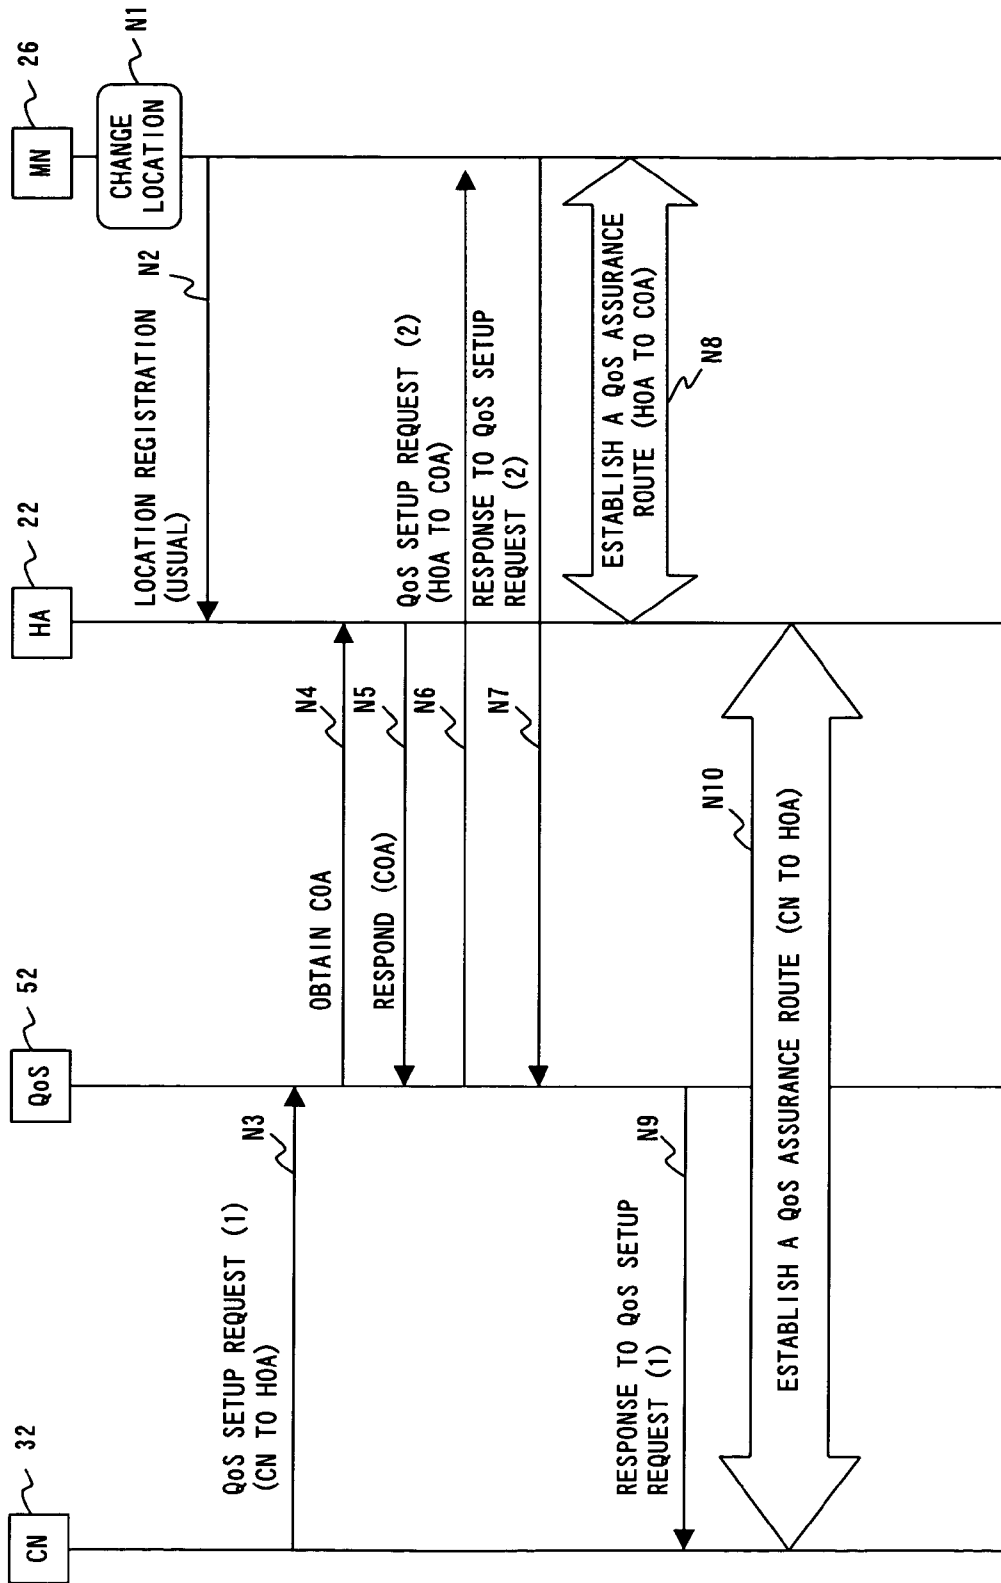 CN
32
QoS
52
HA
22
MN
26
CHANGE
LOCATION
N1
LOCATION REGISTRATION
(USUAL)
N2
QoS SETUP REQUEST (1)
(CN TO HOA)
N3
OBTAIN COA
N4
RESPOND (COA)
N5
QoS SETUP REQUEST (2)
(HOA TO COA)
N6
RESPONSE TO QoS SETUP
REQUEST (2)
N7
ESTABLISH A QoS ASSURANCE
ROUTE (HOA TO COA)
N8
RESPONSE TO QoS SETUP
REQUEST (1)
N9
ESTABLISH A QoS ASSURANCE ROUTE (CN TO HOA)
N10